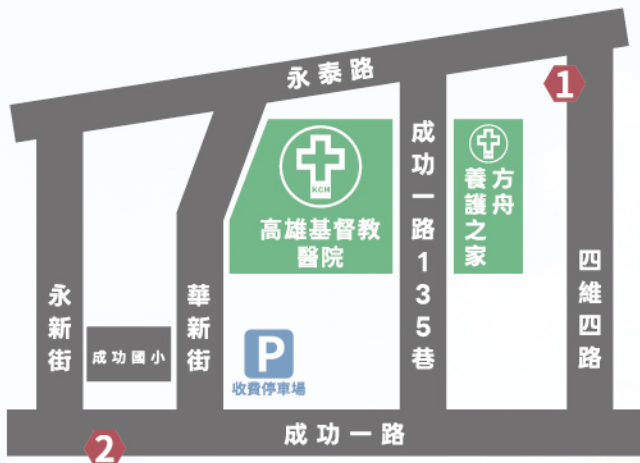 永泰路
1
KCH
高雄基督教
醫院
成功一路135巷
方舟
養護之家
四維四路
永新街
成功國小
華新街
P
收費停車場
2
成功一路